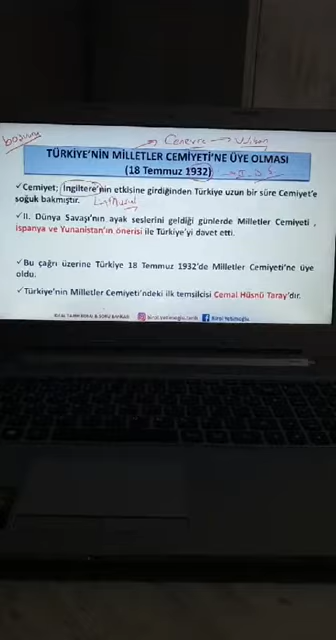 başvuru → Cenevre → Wilson
TÜRKİYE'NİN MİLLETLER CEMİYETİ'NE ÜYE OLMASI
(18 Temmuz 1932)
✓Cemiyet; İngiltere'nin etkisine girdiğinden Türkiye uzun bir süre Cemiyet'e
soğuk bakmıştır.
✓II. Dünya Savaşı'nın ayak seslerini geldiği günlerde Milletler Cemiyeti ,
İspanya ve Yunanistan'ın önerisi ile Türkiye'yi davet etti.
✓Bu çağrı üzerine Türkiye 18 Temmuz 1932'de Milletler Cemiyeti'ne üye
oldu.
✓Türkiye'nin Milletler Cemiyeti'ndeki ilk temsilcisi Cemal Hüsnü Taray'dır.